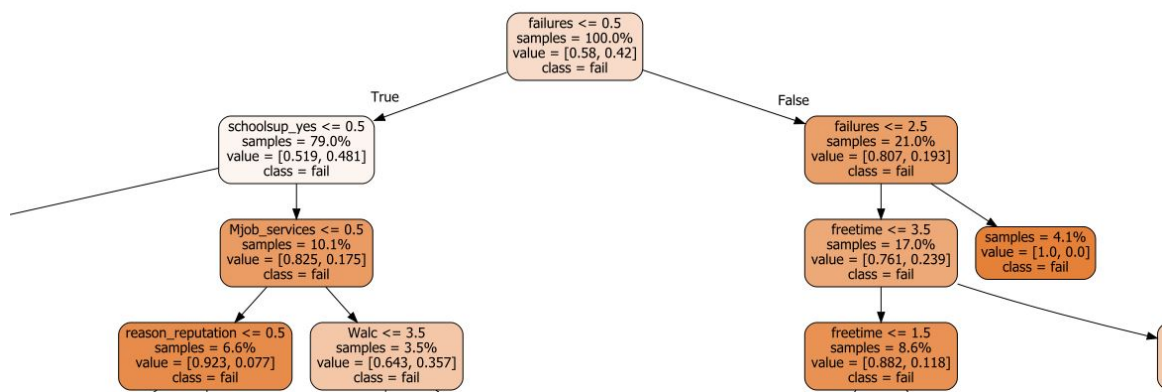 failures <= 0.5
samples = 100.0%
value = [0.58, 0.42]
class = fail
True
False
schoolsup_yes <= 0.5
samples = 79.0%
value = [0.519, 0.481]
class = fail
failures <= 2.5
samples = 21.0%
value = [0.807, 0.193]
class = fail
Mjob_services <= 0.5
samples = 10.1%
value = [0.825, 0.175]
class = fail
freetime <= 3.5
samples = 17.0%
value = [0.761, 0.239]
class = fail
samples = 4.1%
value = [1.0, 0.0]
class = fail
reason_reputation <= 0.5
samples = 6.6%
value = [0.923, 0.077]
class = fail
Walc <= 3.5
samples = 3.5%
value = [0.643, 0.357]
class = fail
freetime <= 1.5
samples = 8.6%
value = [0.882, 0.118]
class = fail